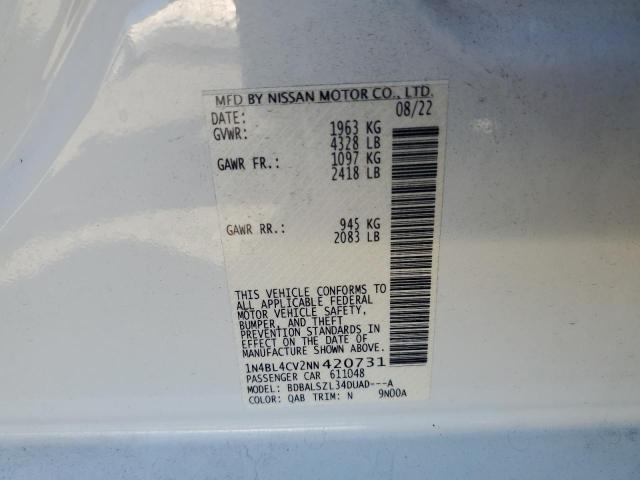 MFD BY NISSAN MOTOR CO., LTD.
DATE: 08/22
GVWR: 1963 KG
4328 LB
GAWR FR.: 1097 KG
2418 LB
GAWR RR.: 945 KG
2083 LB
THIS VEHICLE CONFORMS TO
ALL APPLICABLE FEDERAL
MOTOR VEHICLE SAFETY,
BUMPER, AND THEFT
PREVENTION STANDARDS IN
EFFECT ON THE DATE OF
MANUFACTURE SHOWN ABOVE.
1N4BL4CV2NN420731
PASSENGER CAR 611048
MODEL: BDBALSZL34DUAD---A
COLOR: QAB TRIM: N 9N00A